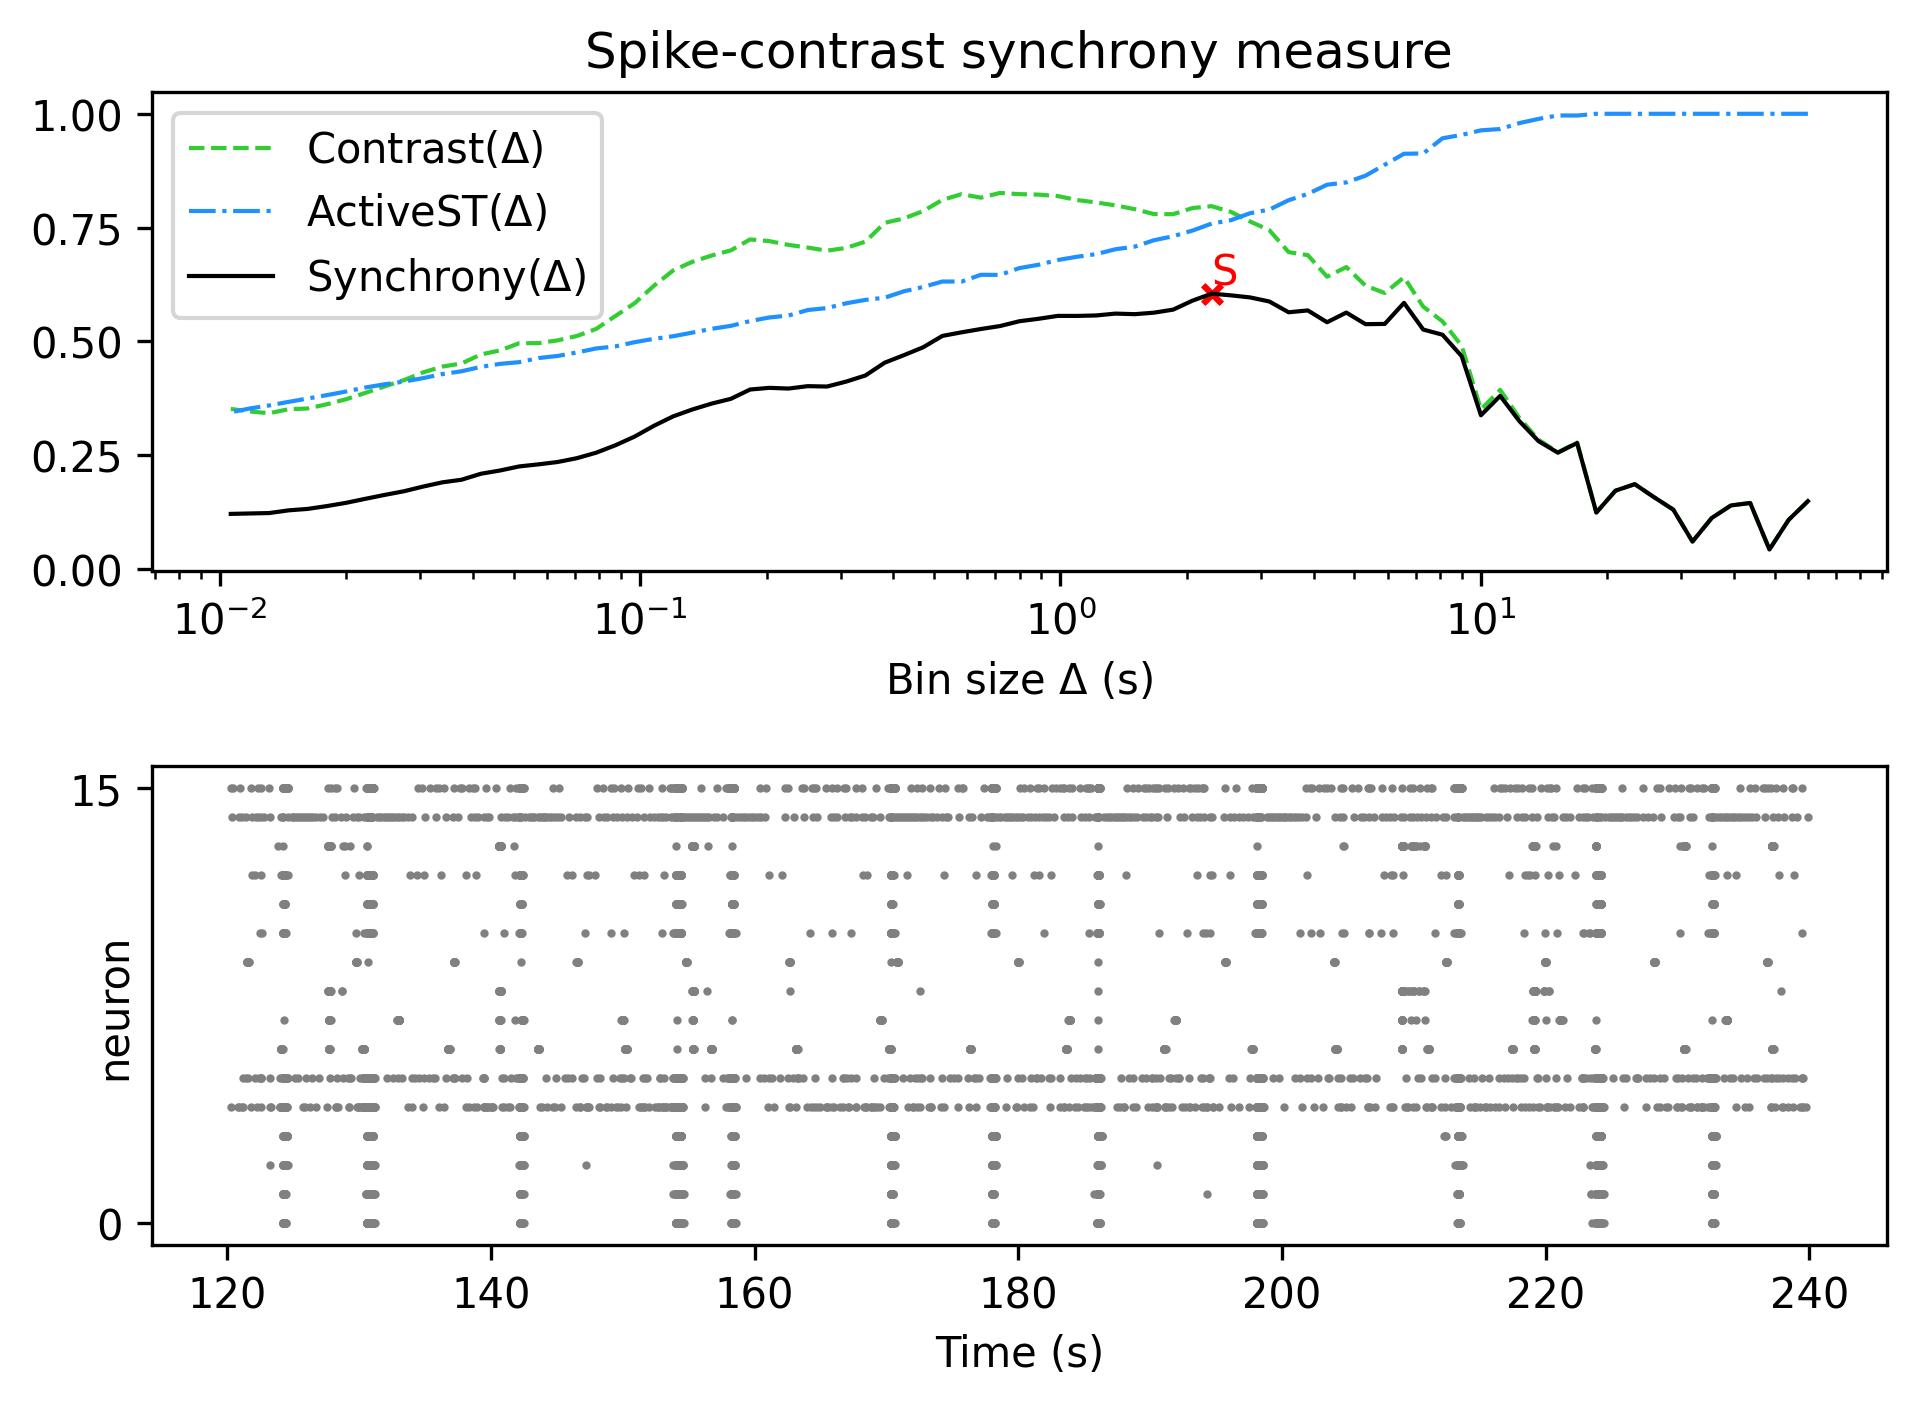 Spike-contrast synchrony measure
1.00
0.75
0.50
0.25
0.00
Contrast(Δ)
ActiveST(Δ)
Synchrony(Δ)
S
10⁻² 10⁻¹ 10⁰ 10¹
Bin size Δ (s)
15
0
neuron
120 140 160 180 200 220 240
Time (s)